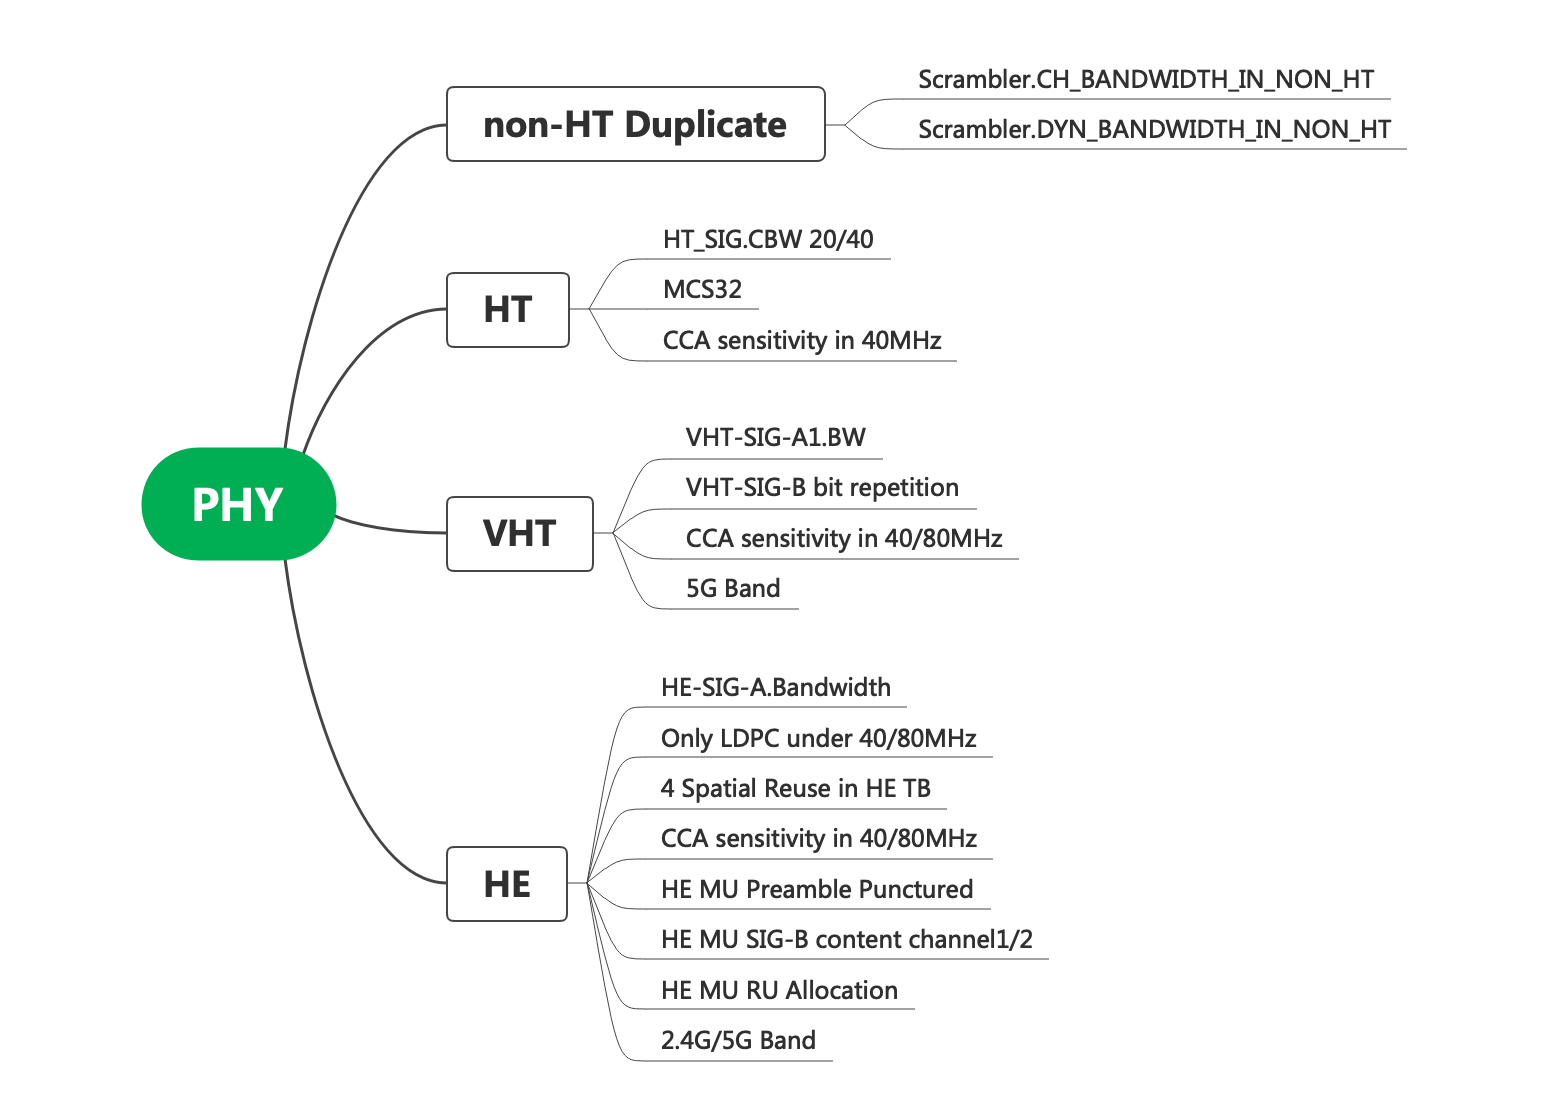 PHY
non-HT Duplicate
Scrambler.CH_BANDWIDTH_IN_NON_HT
Scrambler.DYN_BANDWIDTH_IN_NON_HT
HT
HT_SIG.CBW 20/40
MCS32
CCA sensitivity in 40MHz
VHT
VHT-SIG-A1.BW
VHT-SIG-B bit repetition
CCA sensitivity in 40/80MHz
5G Band
HE
HE-SIG-A.Bandwidth
Only LDPC under 40/80MHz
4 Spatial Reuse in HE TB
CCA sensitivity in 40/80MHz
HE MU Preamble Punctured
HE MU SIG-B content channel1/2
HE MU RU Allocation
2.4G/5G Band